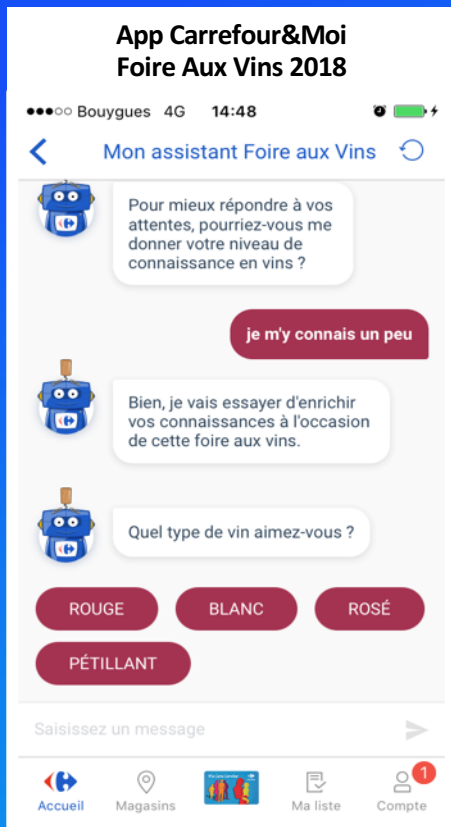 App Carrefour&Moi
Foire Aux Vins 2018
Bouygues 4G 14:48
Mon assistant Foire aux Vins
Pour mieux répondre à vos
attentes, pourriez-vous me
donner votre niveau de
connaissance en vins ?
je m'y connais un peu
Bien, je vais essayer d'enrichir
vos connaissances à l'occasion
de cette foire aux vins.
Quel type de vin aimez-vous ?
ROUGE BLANC ROSÉ
PÉTILLANT
Saisissez un message
1
Accueil Magasins Ma liste Compte